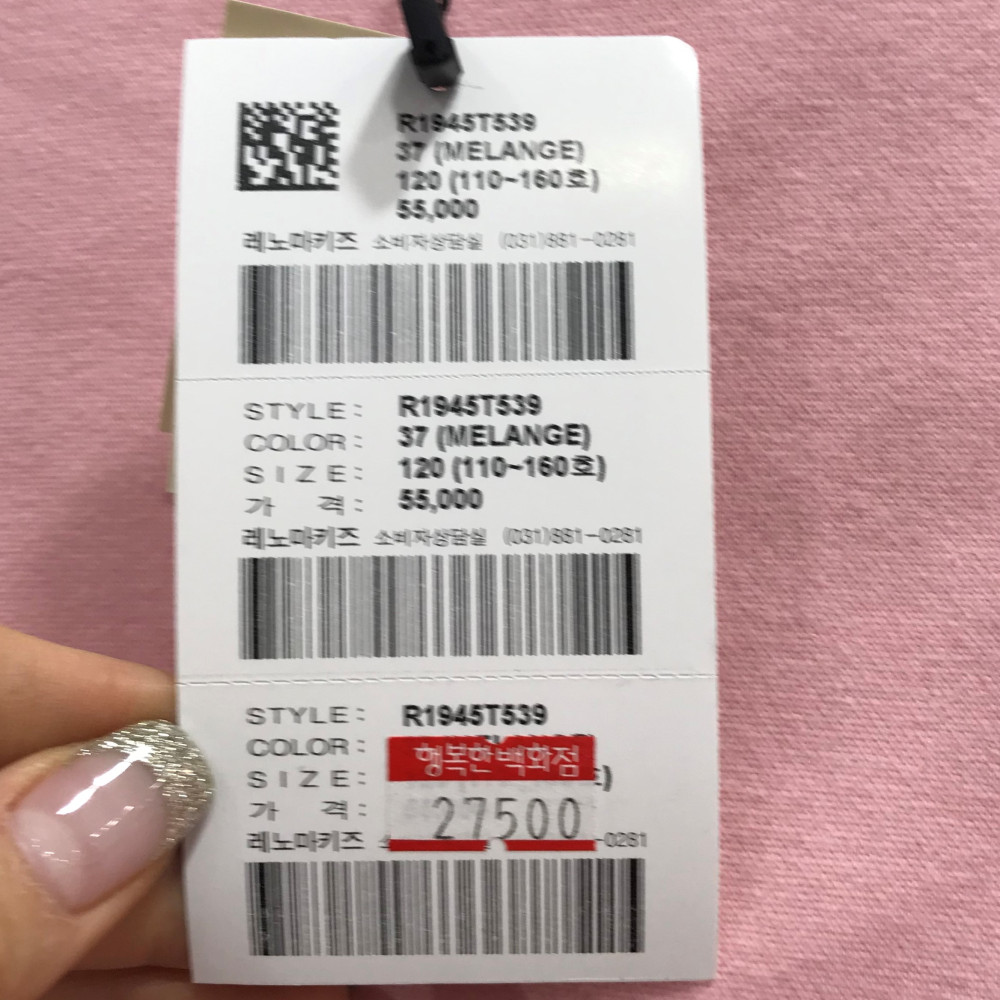 R1945T539
37 (MELANGE)
120 (110~160호)
55,000
레노마키즈 소비자상담실 (031)881-0281
STYLE: R1945T539
COLOR: 37 (MELANGE)
SIZE: 120 (110~160호)
가 격: 55,000
레노마키즈 소비자상담실 (031)881-0281
STYLE: R1945T539
COLOR:
행복한백화점
SIZE:
가 격: 27500
레노마키즈 -0281